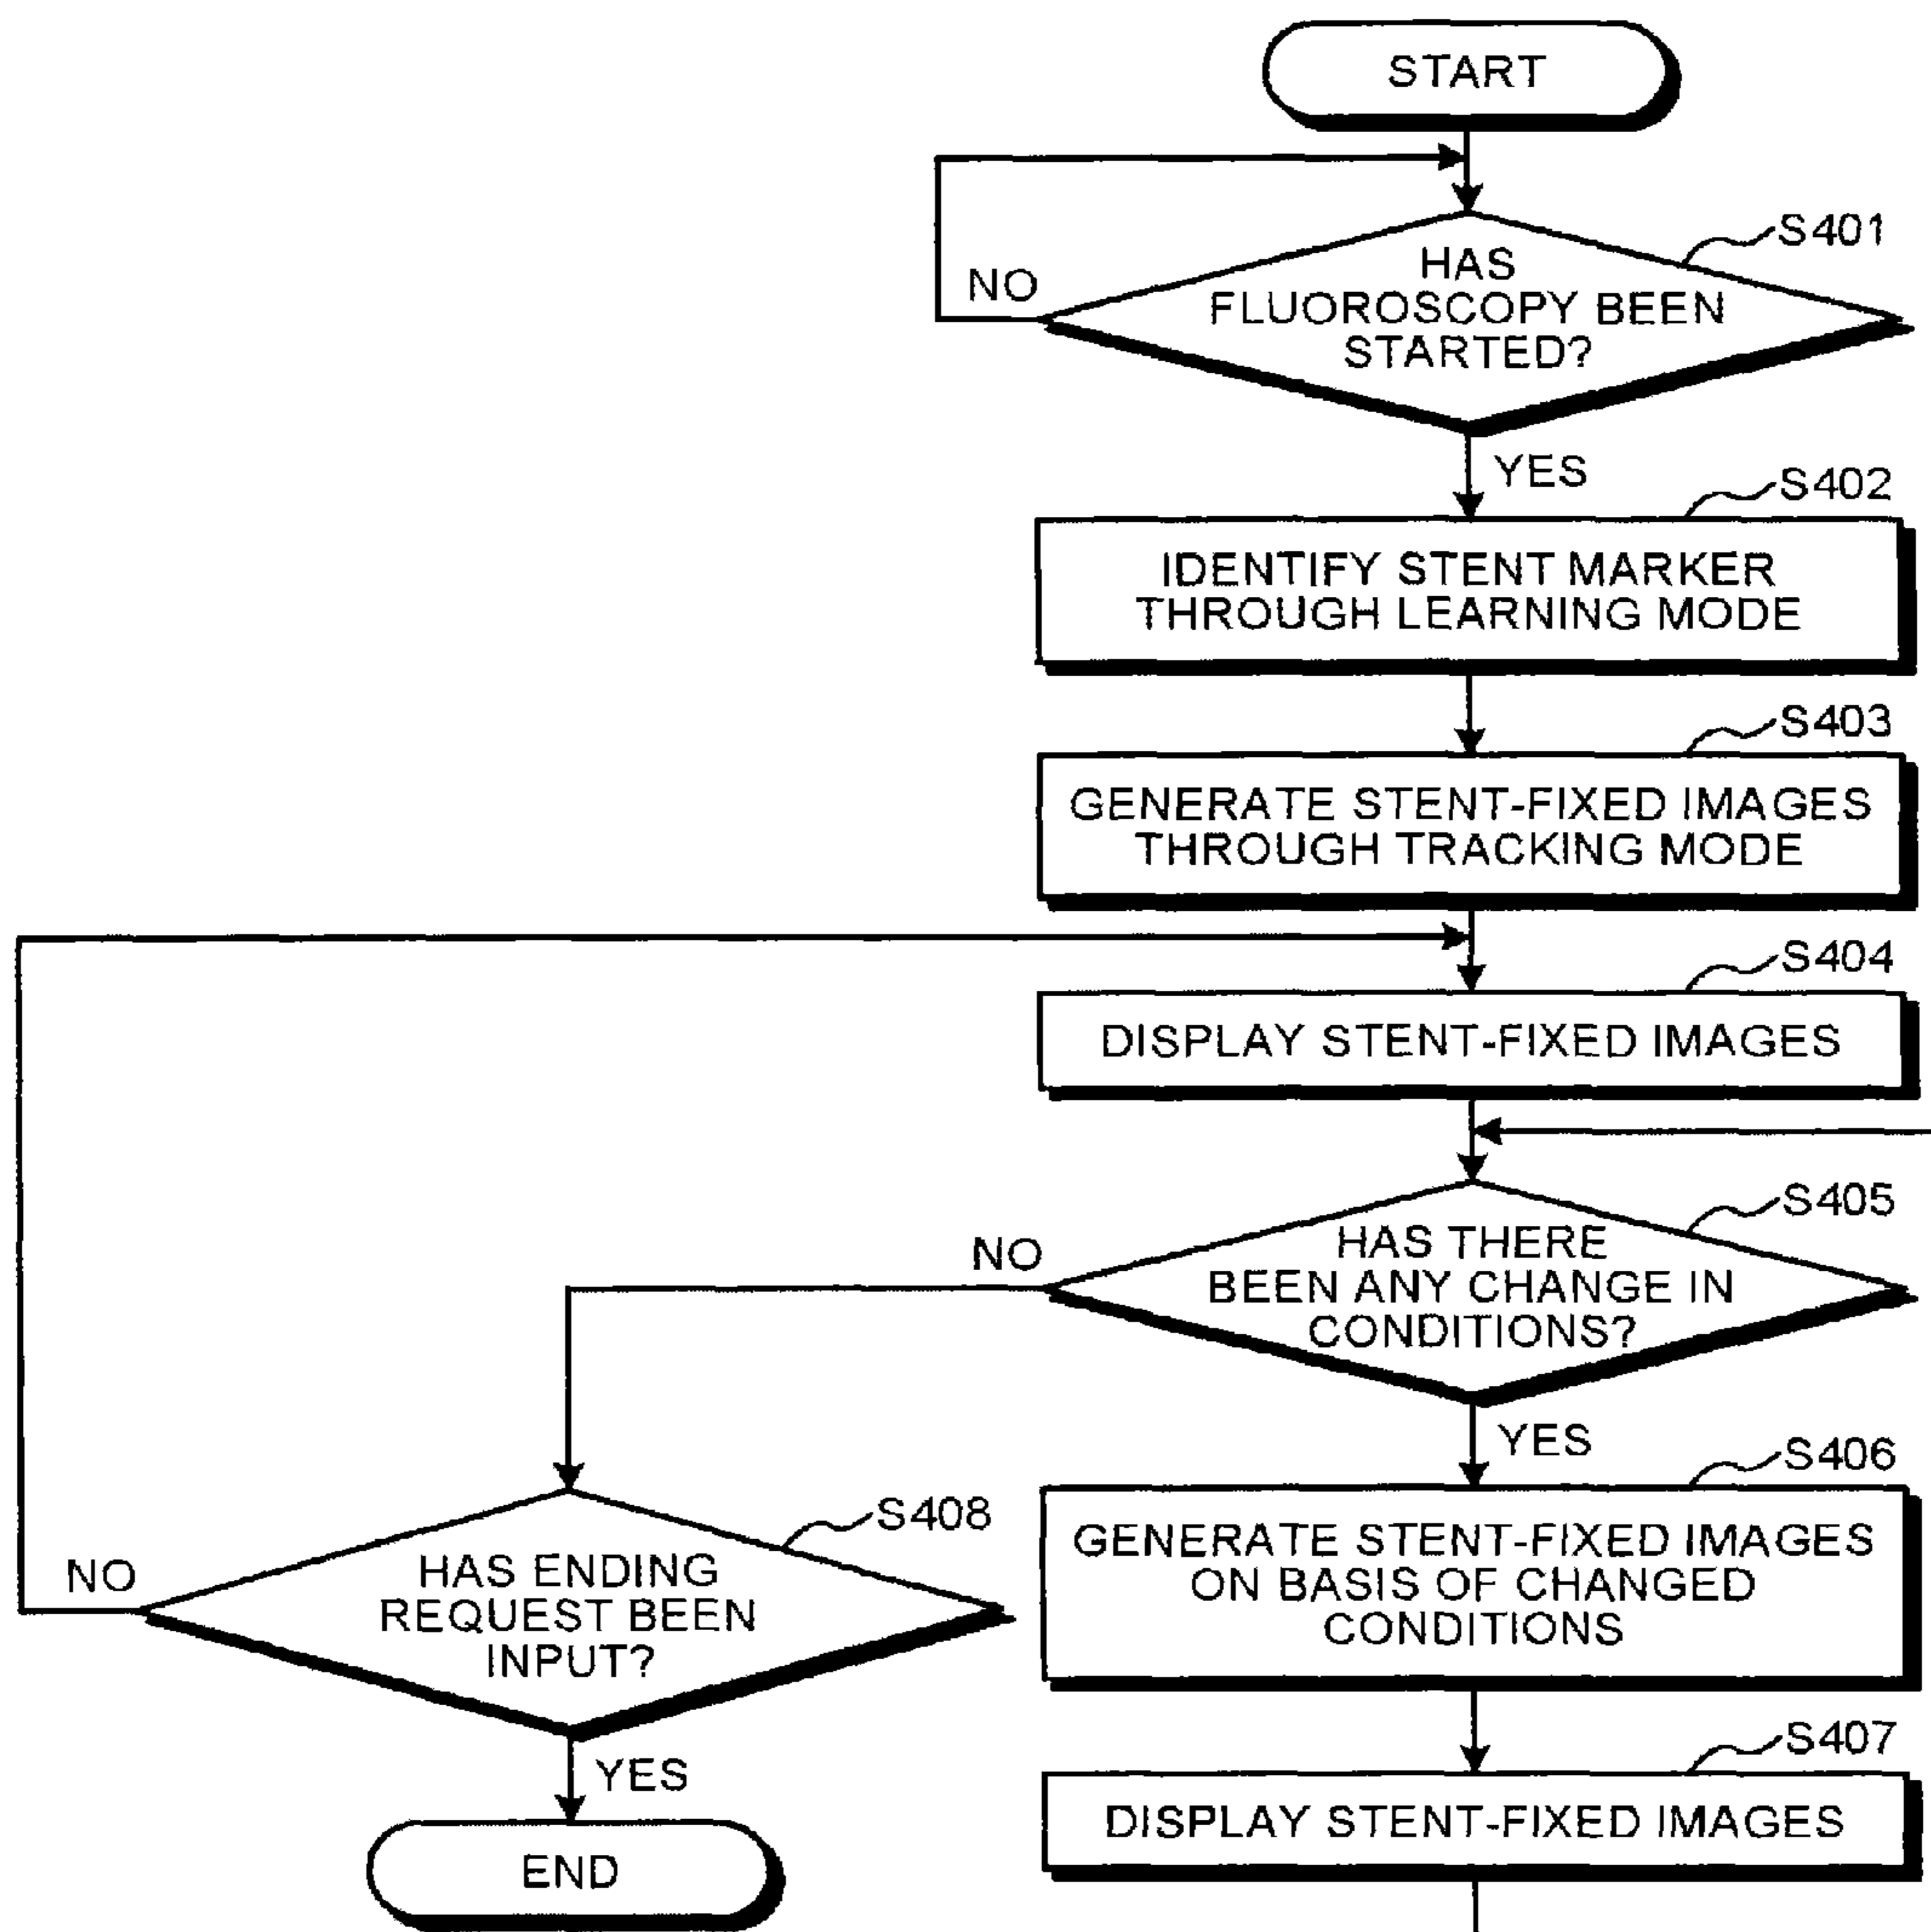 START
S401
HAS
FLUOROSCOPY BEEN
STARTED?
NO
YES
S402
IDENTIFY STENT MARKER
THROUGH LEARNING MODE
S403
GENERATE STENT-FIXED IMAGES
THROUGH TRACKING MODE
S404
DISPLAY STENT-FIXED IMAGES
S405
HAS THERE
BEEN ANY CHANGE IN
CONDITIONS?
NO
YES
S406
GENERATE STENT-FIXED IMAGES
ON BASIS OF CHANGED
CONDITIONS
S407
DISPLAY STENT-FIXED IMAGES
S408
HAS ENDING
REQUEST BEEN
INPUT?
NO
YES
END